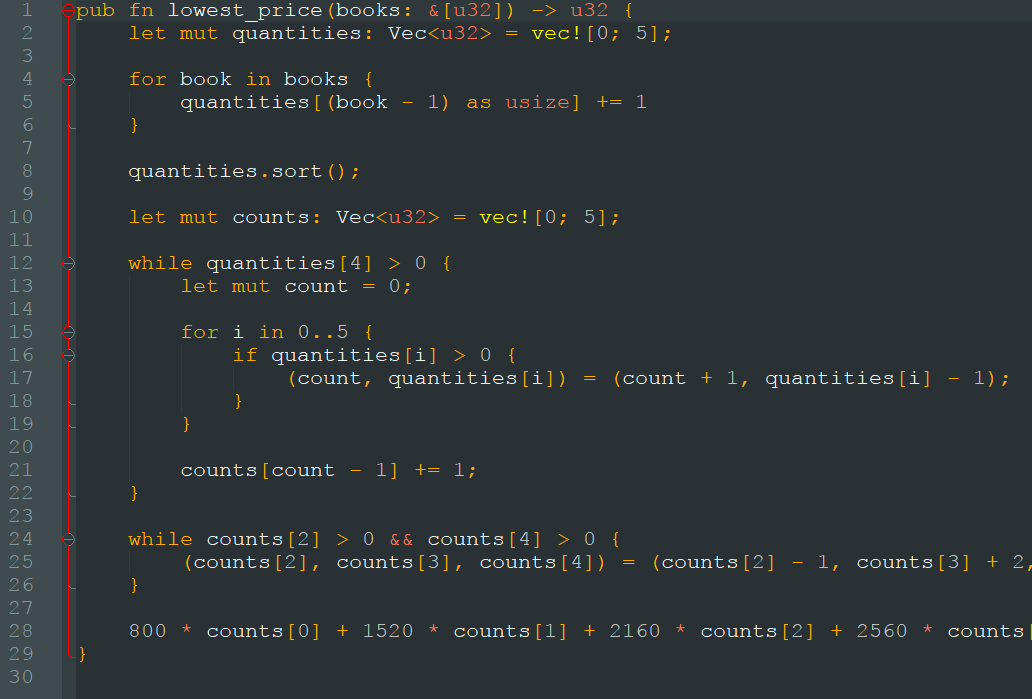 1 pub fn lowest_price(books: &[u32]) -> u32 {
2 let mut quantities: Vec<u32> = vec![0; 5];
3
4 for book in books {
5 quantities[(book - 1) as usize] += 1
6 }
7
8 quantities.sort();
9
10 let mut counts: Vec<u32> = vec![0; 5];
11
12 while quantities[4] > 0 {
13 let mut count = 0;
14
15 for i in 0..5 {
16 if quantities[i] > 0 {
17 (count, quantities[i]) = (count + 1, quantities[i] - 1);
18 }
19 }
20
21 counts[count - 1] += 1;
22 }
23
24 while counts[2] > 0 && counts[4] > 0 {
25 (counts[2], counts[3], counts[4]) = (counts[2] - 1, counts[3] + 2,
26 }
27
28 800 * counts[0] + 1520 * counts[1] + 2160 * counts[2] + 2560 * counts[
29 }
30